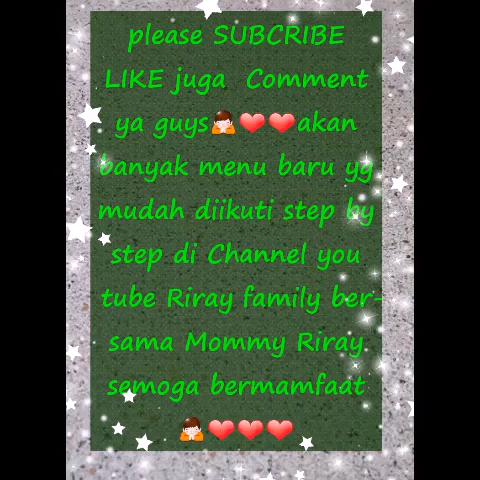 please SUBCRIBE
LIKE juga Comment
ya guys🙇❤❤akan
banyak menu baru yg
mudah diikuti step by
step di Channel you
tube Riray family ber-
sama Mommy Riray
semoga bermamfaat
🙇❤❤❤